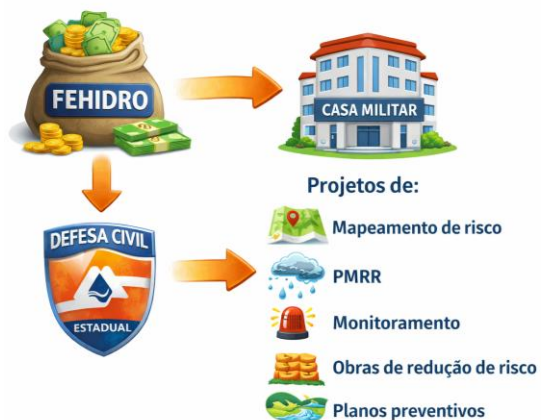 FEHIDRO
CASA MILITAR
Projetos de:
DEFESA CIVIL
ESTADUAL
Mapeamento de risco
PMRR
Monitoramento
Obras de redução de risco
Planos preventivos